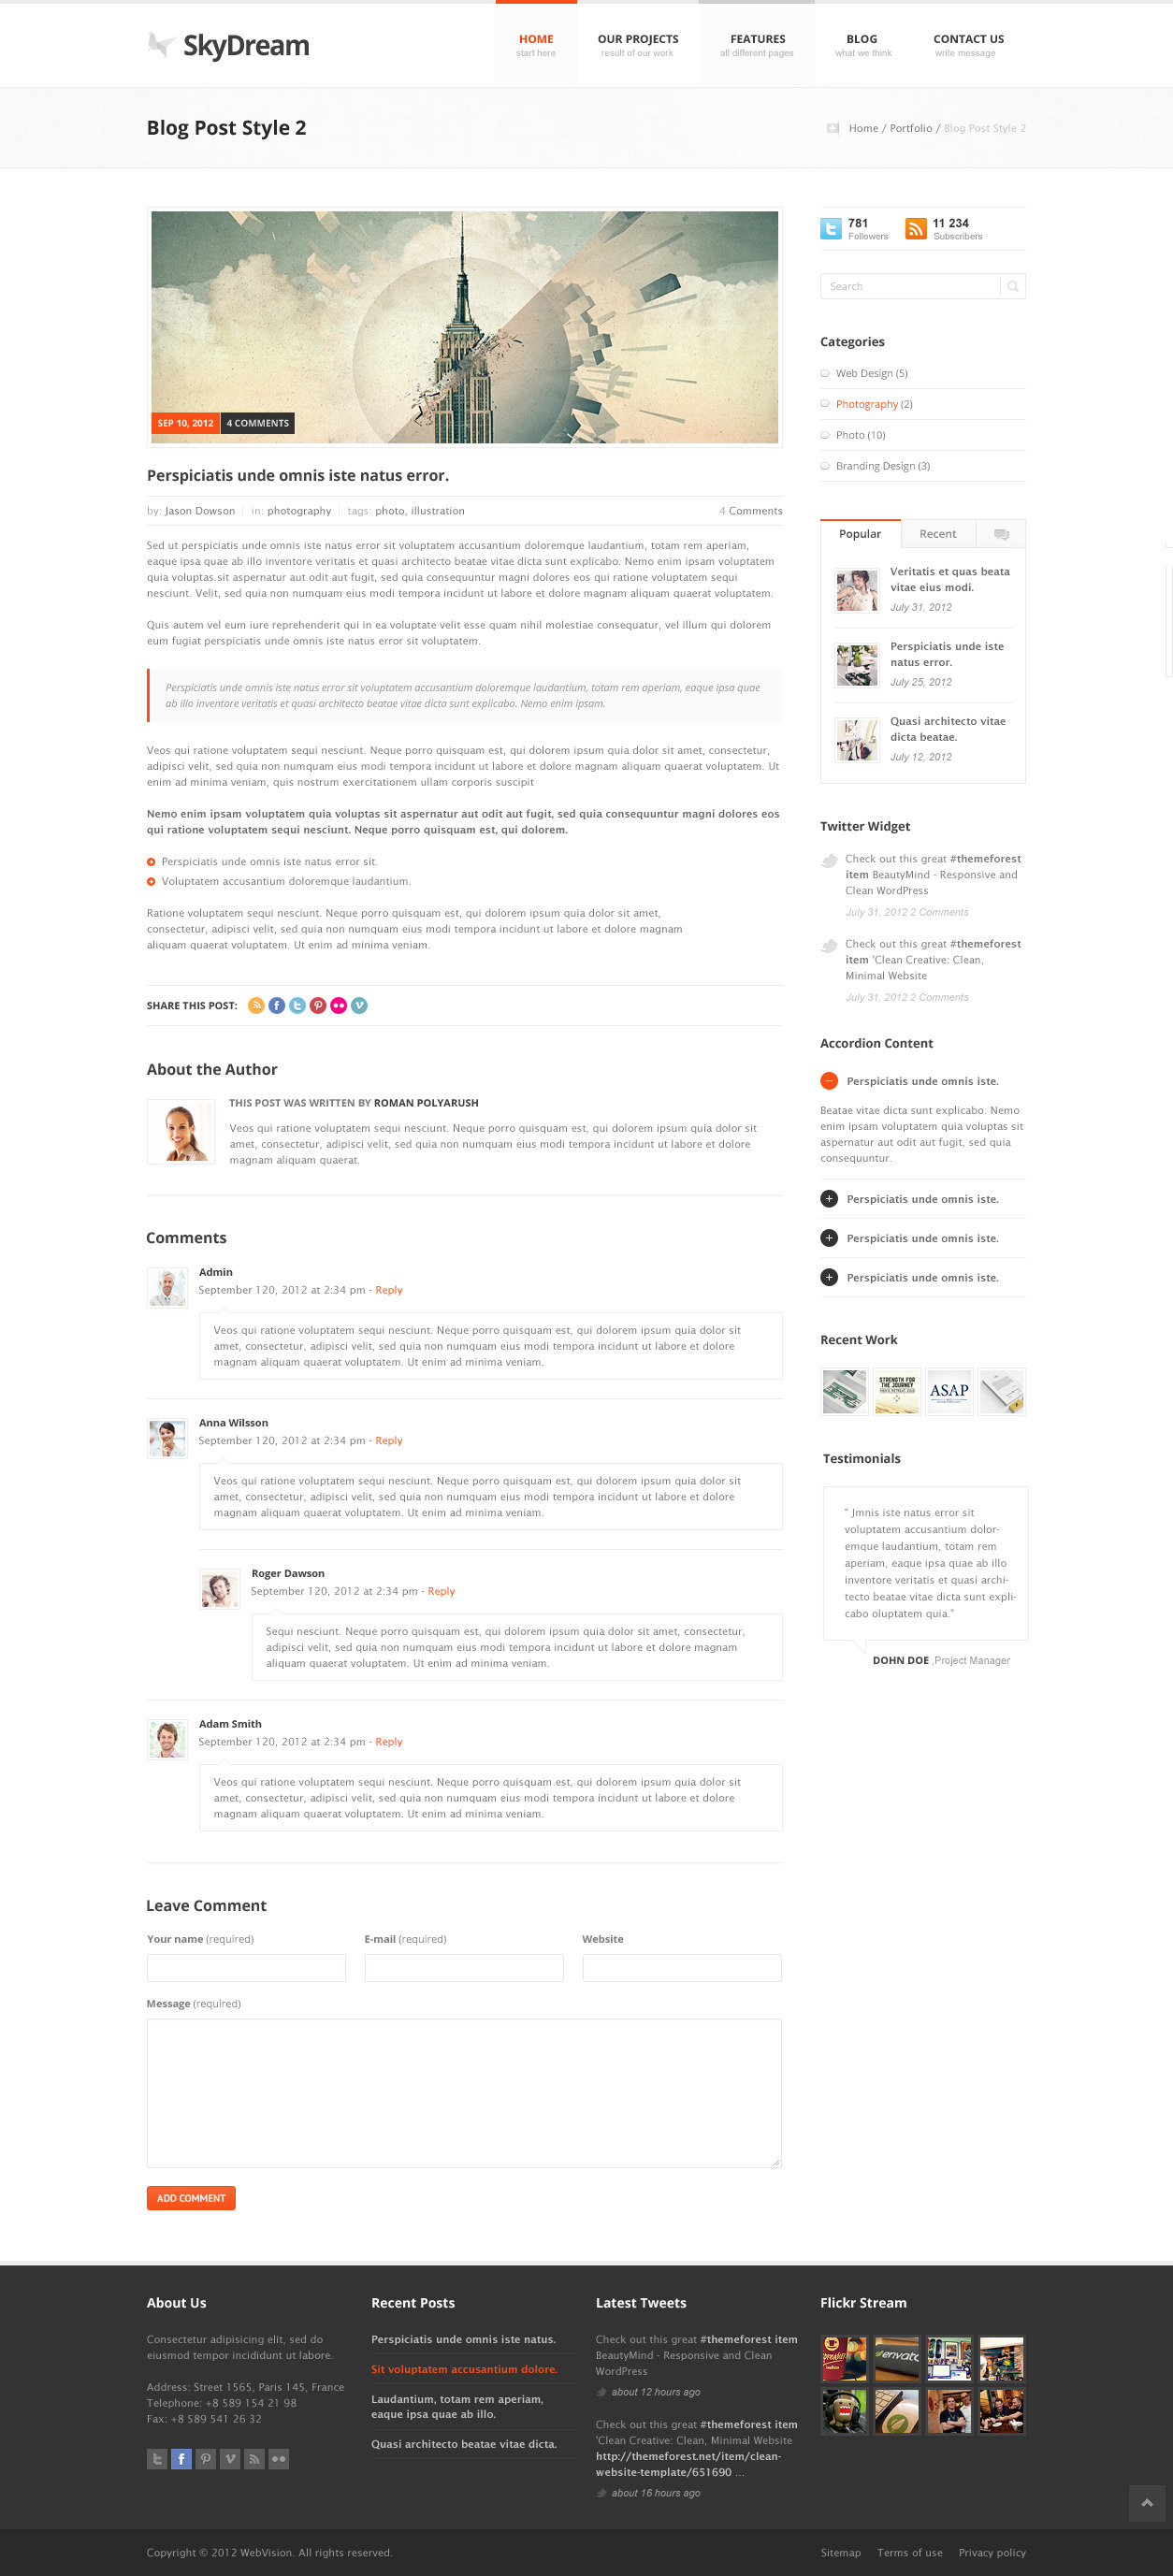 SkyDream
HOME
start here
OUR PROJECTS
result of our work
FEATURES
all different pages
BLOG
what we think
CONTACT US
write message
Blog Post Style 2
Home / Portfolio / Blog Post Style 2
SEP 10, 2012
4 COMMENTS
Perspiciatis unde omnis iste natus error.
by: Jason Dowson in: photography tags: photo, illustration 4 Comments
Sed ut perspiciatis unde omnis iste natus error sit voluptatem accusantium doloremque laudantium, totam rem aperiam,
eaque ipsa quae ab illo inventore veritatis et quasi architecto beatae vitae dicta sunt explicabo. Nemo enim ipsam voluptatem
quia voluptas.sit aspernatur aut odit aut fugit, sed quia consequuntur magni dolores eos qui ratione voluptatem sequi
nesciunt. Velit, sed quia non numquam eius modi tempora incidunt ut labore et dolore magnam aliquam quaerat voluptatem.
Quis autem vel eum iure reprehenderit qui in ea voluptate velit esse quam nihil molestiae consequatur, vel illum qui dolorem
eum fugiat perspiciatis unde omnis iste natus error sit voluptatem.
Perspiciatis unde omnis iste natus error sit voluptatem accusantium doloremque laudantium, totam rem aperiam, eaque ipsa quae
ab illo inventore veritatis et quasi architecto beatae vitae dicta sunt explicabo. Nemo enim ipsam.
Veos qui ratione voluptatem sequi nesciunt. Neque porro quisquam est, qui dolorem ipsum quia dolor sit amet, consectetur,
adipisci velit, sed quia non numquam eius modi tempora incidunt ut labore et dolore magnam aliquam quaerat voluptatem. Ut
enim ad minima veniam, quis nostrum exercitationem ullam corporis suscipit
Nemo enim ipsam voluptatem quia voluptas sit aspernatur aut odit aut fugit, sed quia consequuntur magni dolores eos
qui ratione voluptatem sequi nesciunt. Neque porro quisquam est, qui dolorem.
Perspiciatis unde omnis iste natus error sit.
Voluptatem accusantium doloremque laudantium.
Ratione voluptatem sequi nesciunt. Neque porro quisquam est, qui dolorem ipsum quia dolor sit amet,
consectetur, adipisci velit, sed quia non numquam eius modi tempora incidunt ut labore et dolore magnam
aliquam quaerat voluptatem. Ut enim ad minima veniam.
SHARE THIS POST:
About the Author
THIS POST WAS WRITTEN BY ROMAN POLYARUSH
Veos qui ratione voluptatem sequi nesciunt. Neque porro quisquam est, qui dolorem ipsum quia dolor sit
amet, consectetur, adipisci velit, sed quia non numquam eius modi tempora incidunt ut labore et dolore
magnam aliquam quaerat.
Comments
Admin
September 120, 2012 at 2:34 pm - Reply
Veos qui ratione voluptatem sequi nesciunt. Neque porro quisquam est, qui dolorem ipsum quia dolor sit
amet, consectetur, adipisci velit, sed quia non numquam eius modi tempora incidunt ut labore et dolore
magnam aliquam quaerat voluptatem. Ut enim ad minima veniam.
Anna Wilsson
September 120, 2012 at 2:34 pm - Reply
Veos qui ratione voluptatem sequi nesciunt. Neque porro quisquam est, qui dolorem ipsum quia dolor sit
amet, consectetur, adipisci velit, sed quia non numquam eius modi tempora incidunt ut labore et dolore
magnam aliquam quaerat voluptatem. Ut enim ad minima veniam.
Roger Dawson
September 120, 2012 at 2:34 pm - Reply
Sequi nesciunt. Neque porro quisquam est, qui dolorem ipsum quia dolor sit amet, consectetur,
adipisci velit, sed quia non numquam eius modi tempora incidunt ut labore et dolore magnam
aliquam quaerat voluptatem. Ut enim ad minima veniam.
Adam Smith
September 120, 2012 at 2:34 pm - Reply
Veos qui ratione voluptatem sequi nesciunt. Neque porro quisquam est, qui dolorem ipsum quia dolor sit
amet, consectetur, adipisci velit, sed quia non numquam eius modi tempora incidunt ut labore et dolore
magnam aliquam quaerat voluptatem. Ut enim ad minima veniam.
Leave Comment
Your name (required)
E-mail (required)
Website
Message (required)
ADD COMMENT
781
Followers
11 234
Subscribers
Search
Categories
Web Design (5)
Photography (2)
Photo (10)
Branding Design (3)
Popular
Recent
Veritatis et quas beata
vitae eius modi.
July 31, 2012
Perspiciatis unde iste
natus error.
July 25, 2012
Quasi architecto vitae
dicta beatae.
July 12, 2012
Twitter Widget
Check out this great #themeforest
item BeautyMind - Responsive and
Clean WordPress
July 31, 2012 2 Comments
Check out this great #themeforest
item 'Clean Creative: Clean,
Minimal Website
July 31, 2012 2 Comments
Accordion Content
Perspiciatis unde omnis iste.
Beatae vitae dicta sunt explicabo. Nemo
enim ipsam voluptatem quia voluptas sit
aspernatur aut odit aut fugit, sed quia
consequuntur.
Perspiciatis unde omnis iste.
Perspiciatis unde omnis iste.
Perspiciatis unde omnis iste.
Recent Work
STRENGTH FOR
THE JOURNEY
ASAP
Testimonials
" Jmnis iste natus error sit
voluptatem accusantium dolor-
emque laudantium, totam rem
aperiam, eaque ipsa quae ab illo
inventore veritatis et quasi archi-
tecto beatae vitae dicta sunt expli-
cabo oluptatem quia."
DOHN DOE ,Project Manager
About Us
Consectetur adipisicing elit, sed do
eiusmod tempor incididunt ut labore.
Address: Street 1565, Paris 145, France
Telephone: +8 589 154 21 98
Fax: +8 589 541 26 32
Recent Posts
Perspiciatis unde omnis iste natus.
Sit voluptatem accusantium dolore.
Laudantium, totam rem aperiam,
eaque ipsa quae ab illo.
Quasi architecto beatae vitae dicta.
Latest Tweets
Check out this great #themeforest item
BeautyMind - Responsive and Clean
WordPress
about 12 hours ago
Check out this great #themeforest item
'Clean Creative: Clean, Minimal Website
http://themeforest.net/item/clean-
website-template/651690 ...
about 16 hours ago
Flickr Stream
envato
Copyright © 2012 WebVision. All rights reserved.
Sitemap Terms of use Privacy policy